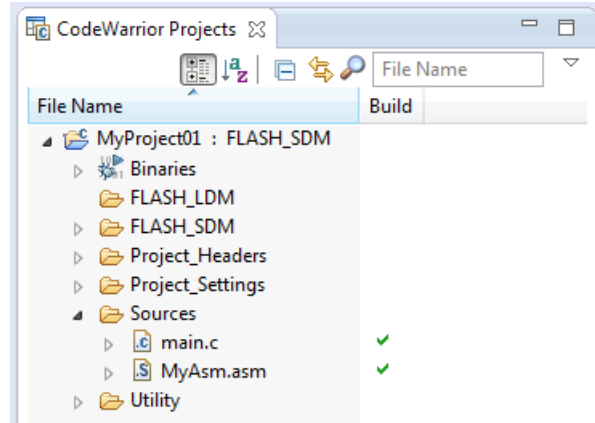 CodeWarrior Projects
File Name
File Name Build
MyProject01 : FLASH_SDM
Binaries
FLASH_LDM
FLASH_SDM
Project_Headers
Project_Settings
Sources
main.c
MyAsm.asm
Utility